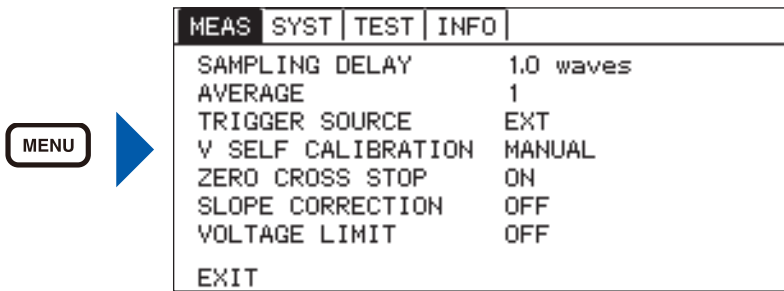 MENU
MEAS SYST TEST INFO
SAMPLING DELAY 1.0 waves
AVERAGE 1
TRIGGER SOURCE EXT
V SELF CALIBRATION MANUAL
ZERO CROSS STOP ON
SLOPE CORRECTION OFF
VOLTAGE LIMIT OFF
EXIT